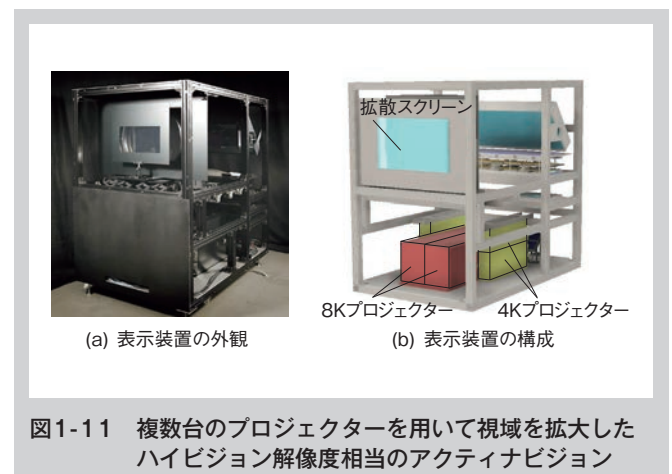 拡散スクリーン
8Kプロジェクター
4Kプロジェクター
(a) 表示装置の外観
(b) 表示装置の構成
図1-11 複数台のプロジェクターを用いて視域を拡大した
ハイビジョン解像度相当のアクティナビジョン